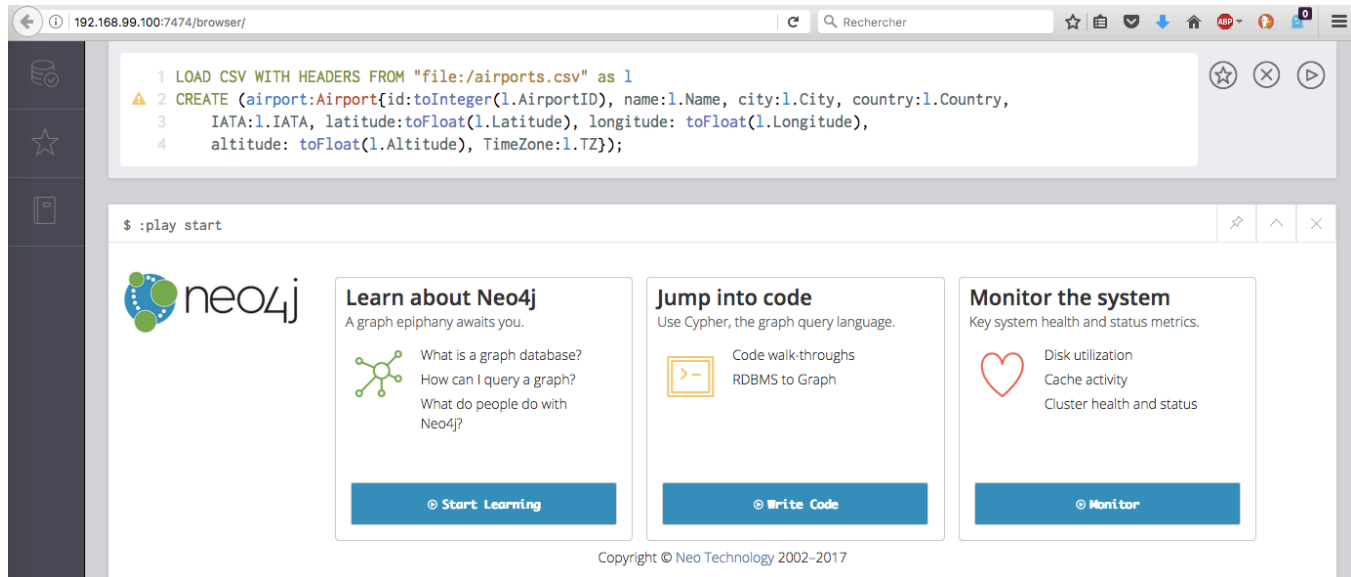 192.168.99.100:7474/browser/
Rechercher
ABP
0
1 LOAD CSV WITH HEADERS FROM "file:/airports.csv" as l
2 CREATE (airport:Airport{id:toInteger(l.AirportID), name:l.Name, city:l.City, country:l.Country,
3 IATA:l.IATA, latitude:toFloat(l.Latitude), longitude: toFloat(l.Longitude),
4 altitude: toFloat(l.Altitude), TimeZone:l.TZ});
$ :play start
neo4j
Learn about Neo4j
A graph epiphany awaits you.
What is a graph database?
How can I query a graph?
What do people do with
Neo4j?
Start Learning
Jump into code
Use Cypher, the graph query language.
Code walk-throughs
RDBMS to Graph
Write Code
Monitor the system
Key system health and status metrics.
Disk utilization
Cache activity
Cluster health and status
Monitor
Copyright © Neo Technology 2002–2017